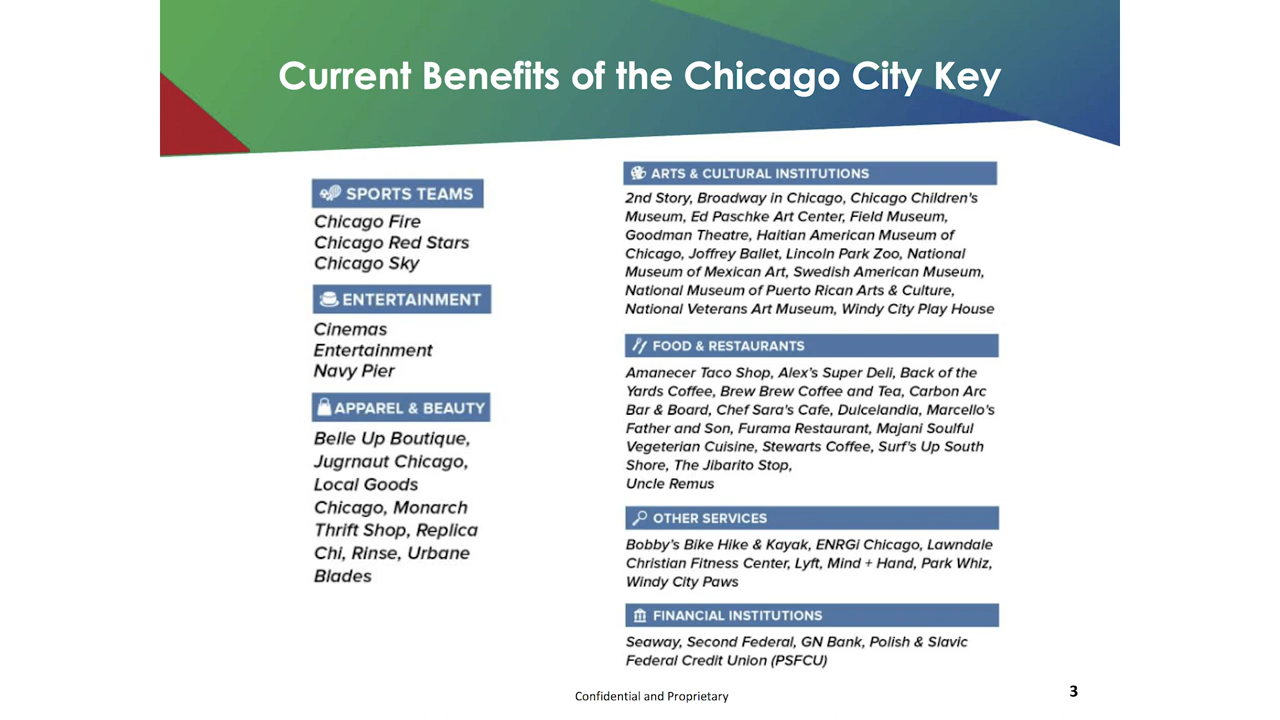 Current Benefits of the Chicago City Key
SPORTS TEAMS
Chicago Fire
Chicago Red Stars
Chicago Sky
ENTERTAINMENT
Cinemas
Entertainment
Navy Pier
APPAREL & BEAUTY
Belle Up Boutique,
Jugrnaut Chicago,
Local Goods
Chicago, Monarch
Thrift Shop, Replica
Chi, Rinse, Urbane
Blades
ARTS & CULTURAL INSTITUTIONS
2nd Story, Broadway in Chicago, Chicago Children's
Museum, Ed Paschke Art Center, Field Museum,
Goodman Theatre, Haitian American Museum of
Chicago, Joffrey Ballet, Lincoln Park Zoo, National
Museum of Mexican Art, Swedish American Museum,
National Museum of Puerto Rican Arts & Culture,
National Veterans Art Museum, Windy City Play House
FOOD & RESTAURANTS
Amanecer Taco Shop, Alex's Super Deli, Back of the
Yards Coffee, Brew Brew Coffee and Tea, Carbon Arc
Bar & Board, Chef Sara's Cafe, Dulcelandia, Marcello's
Father and Son, Furama Restaurant, Majani Soulful
Vegeterian Cuisine, Stewarts Coffee, Surf's Up South
Shore, The Jibarito Stop,
Uncle Remus
OTHER SERVICES
Bobby's Bike Hike & Kayak, ENRGi Chicago, Lawndale
Christian Fitness Center, Lyft, Mind + Hand, Park Whiz,
Windy City Paws
FINANCIAL INSTITUTIONS
Seaway, Second Federal, GN Bank, Polish & Slavic
Federal Credit Union (PSFCU)
Confidential and Proprietary
3